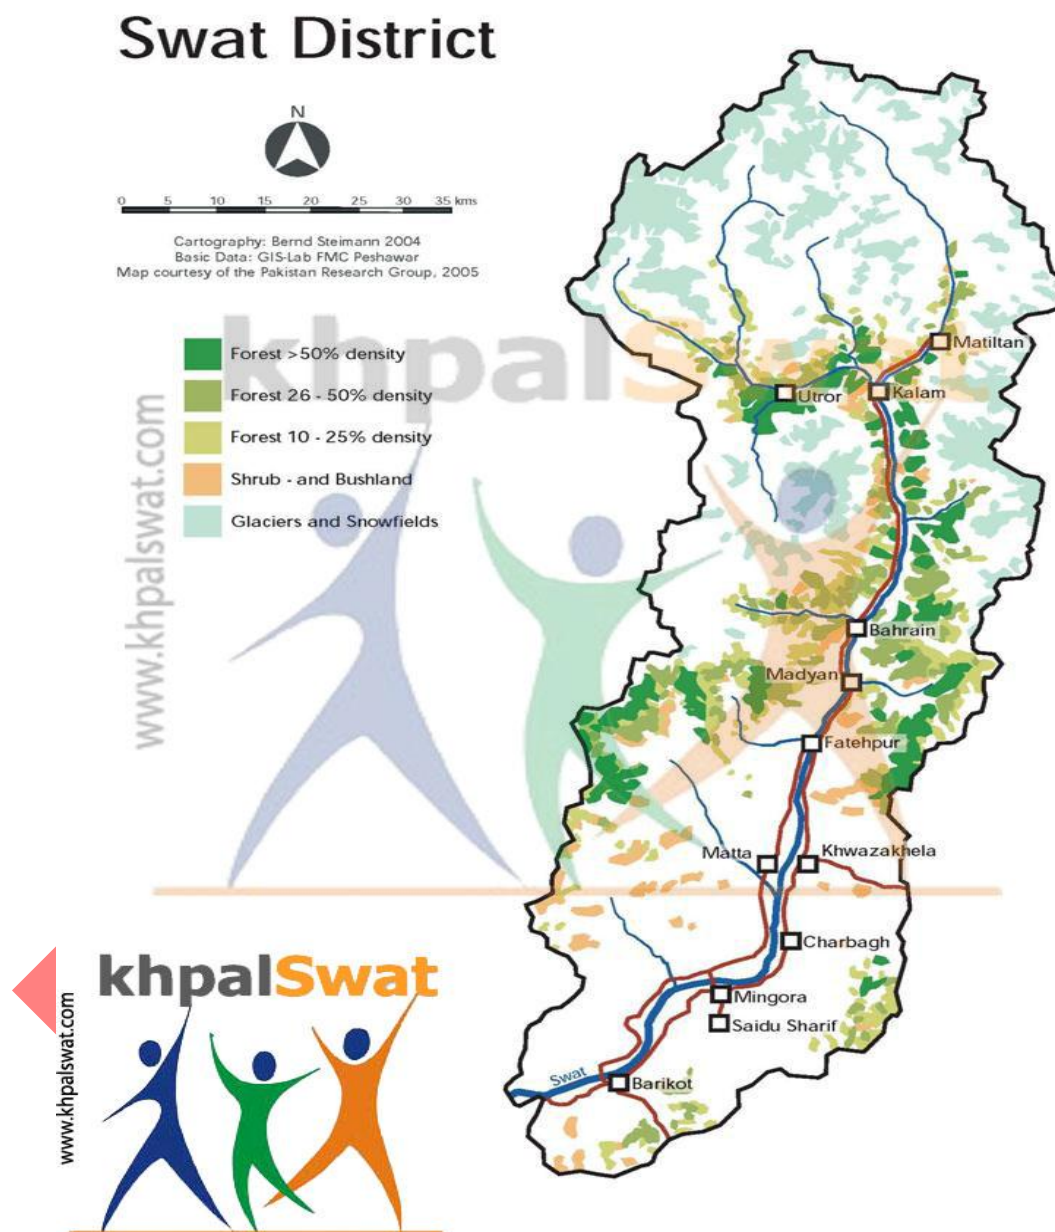 Swat District
N
0 5 10 15 20 25 30 35 kms
Cartography: Bernd Steimann 2004
Basic Data: GIS-Lab FMC Peshawar
Map courtesy of the Pakistan Research Group, 2005
khpalSwat
Forest >50% density
Forest 26 - 50% density
Forest 10 - 25% density
Shrub - and Bushland
Glaciers and Snowfields
www.khpalswat.com
Matiltan
Utror
Kalam
Bahrain
Madyan
Fatehpur
Matta
Khwazakhela
Charbagh
Mingora
Saidu Sharif
Swat
Barikot
khpalSwat
www.khpalswat.com